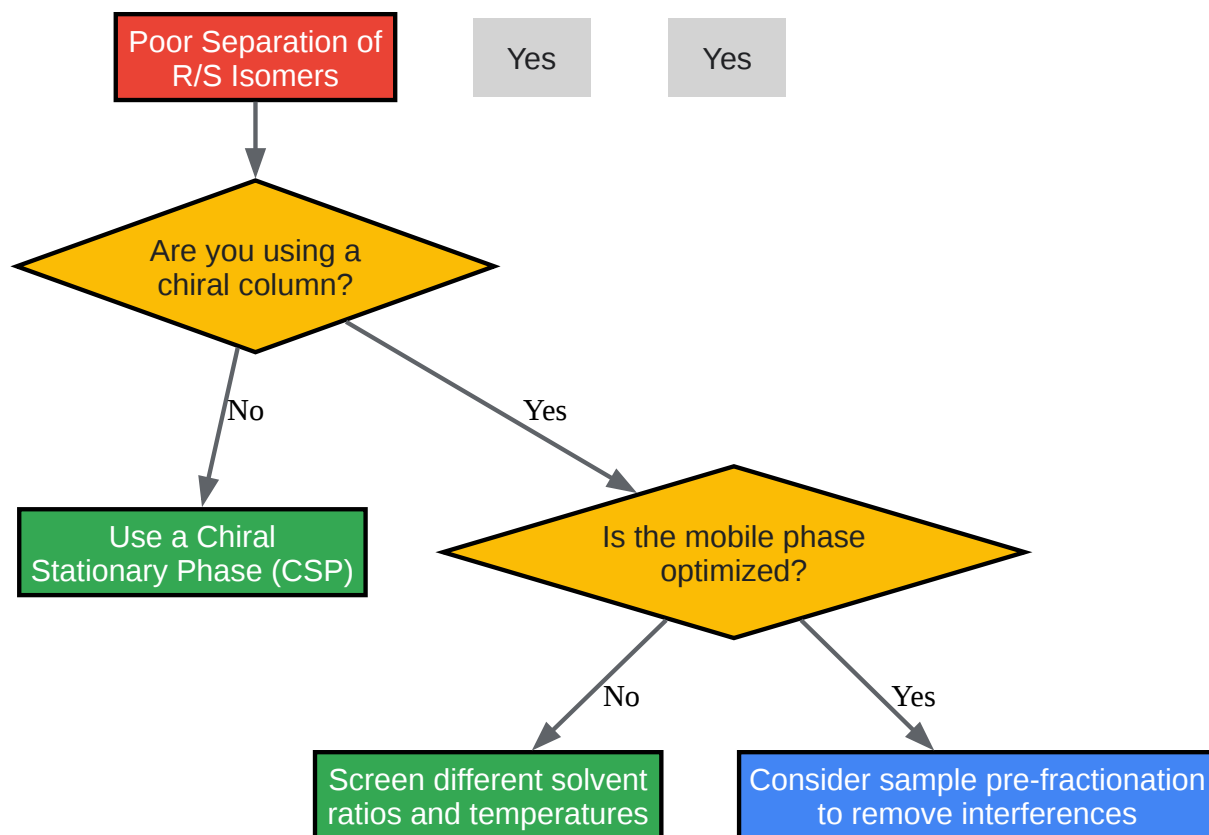 Poor Separation of
R/S Isomers
Yes
Yes
Are you using a
chiral column?
No
Yes
Use a Chiral
Stationary Phase (CSP)
Is the mobile phase
optimized?
No
Yes
Screen different solvent
ratios and temperatures
Consider sample pre-fractionation
to remove interferences